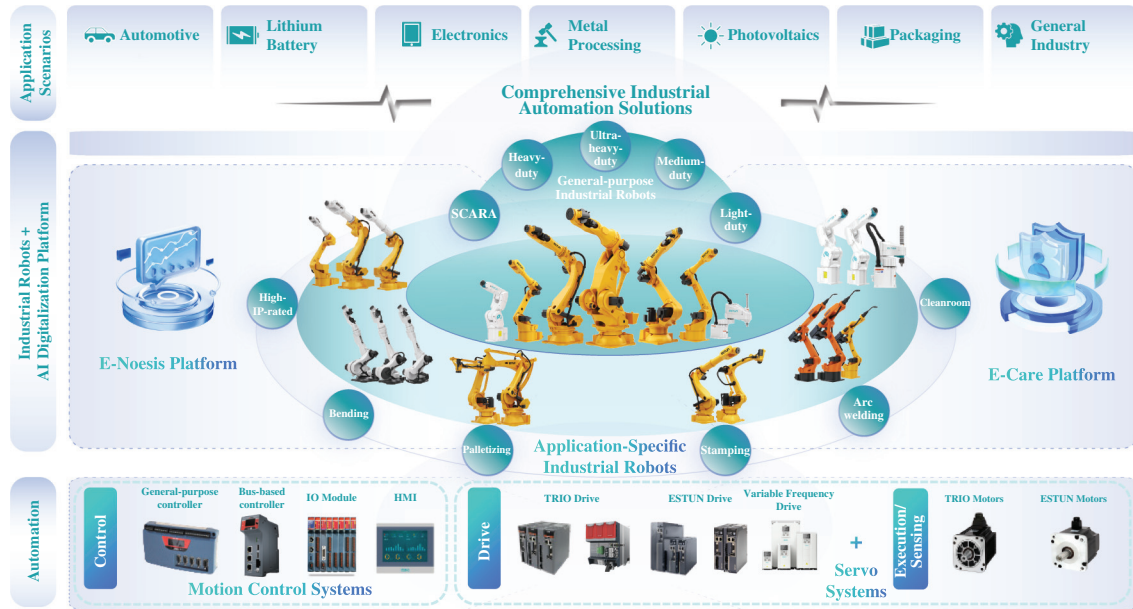 Application
Scenarios
Automotive
Lithium
Battery
Electronics
Metal
Processing
Photovoltaics
Packaging
General
Industry
Comprehensive Industrial
Automation Solutions
Industrial Robots +
AI Digitalization Platform
Ultra-
heavy-
duty
Heavy-
duty
Medium-
duty
General-purpose
Industrial Robots
SCARA
Light-
duty
High-
IP-rated
Cleanroom
E-Noesis Platform
E-Care Platform
Bending
Arc
welding
Palletizing
Stamping
Application-Specific
Industrial Robots
Automation
Control
General-purpose
controller
Bus-based
controller
IO Module
HMI
Motion Control Systems
Drive
TRIO Drive
ESTUN Drive
Variable Frequency
Drive
+
Servo
Systems
Execution/
Sensing
TRIO Motors
ESTUN Motors